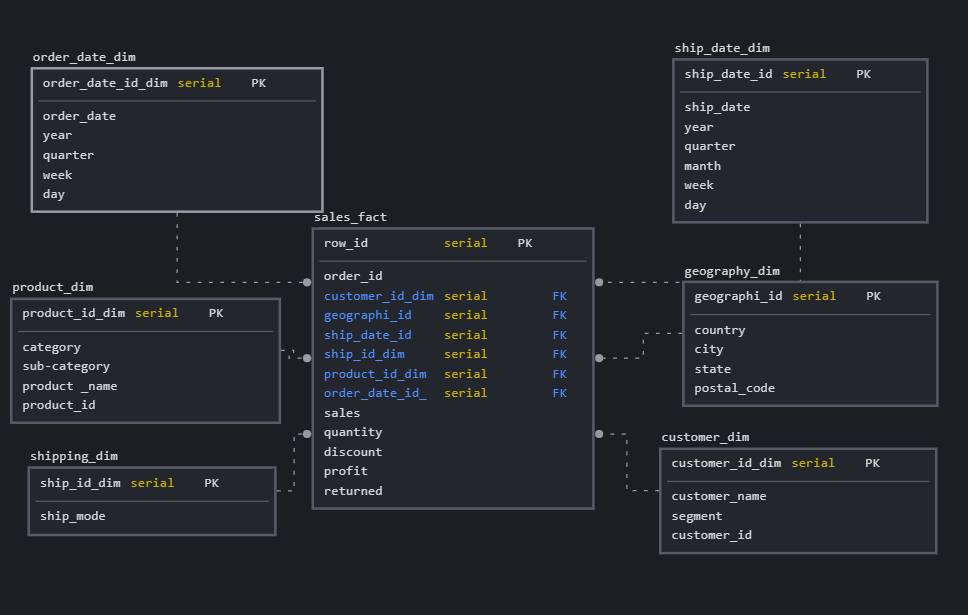 order_date_dim
order_date_id_dim serial PK
order_date
year
quarter
week
day
ship_date_dim
ship_date_id serial PK
ship_date
year
quarter
manth
week
day
sales_fact
row_id serial PK
order_id
customer_id_dim serial FK
geographi_id serial FK
ship_date_id serial FK
ship_id_dim serial FK
product_id_dim serial FK
order_date_id_ serial FK
sales
quantity
discount
profit
returned
product_dim
product_id_dim serial PK
category
sub-category
product _name
product_id
geography_dim
geographi_id serial PK
country
city
state
postal_code
shipping_dim
ship_id_dim serial PK
ship_mode
customer_dim
customer_id_dim serial PK
customer_name
segment
customer_id